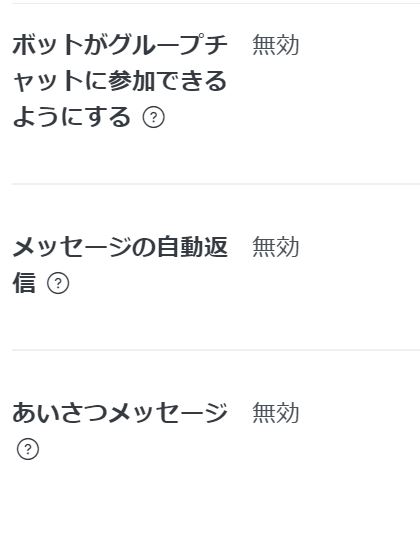 ボットがグループチ 無効
ャットに参加できる
ようにする ?
メッセージの自動返 無効
信 ?
あいさつメッセージ 無効
?